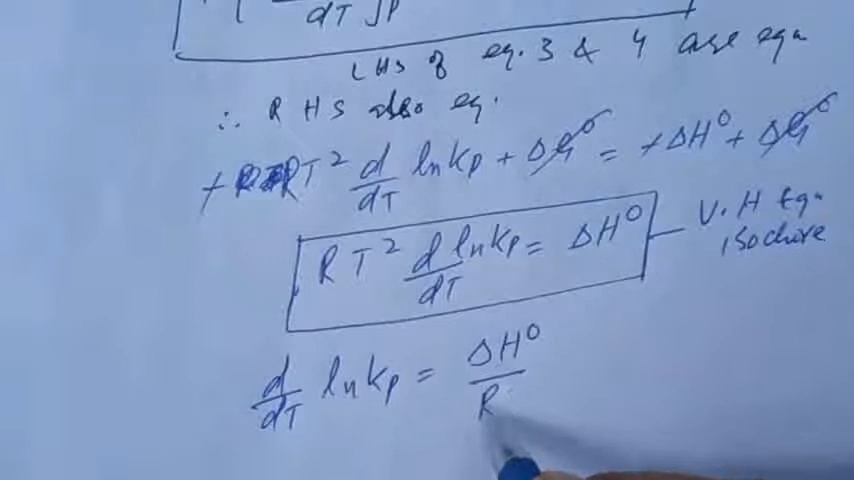 dT ]P
LHS of eq. 3 & 4 are equ
∴ RHS also eq.
+ RT² d/dT ln Kp + ΔG° = +ΔH° + ΔG°
RT² d ln Kp/dT = ΔH° — V.H Eqn
isochore
d/dT ln Kp = ΔH°/R